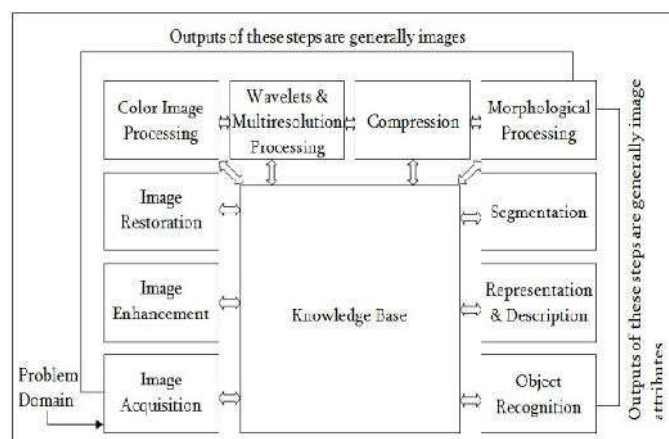 Outputs of these steps are generally images
Color Image
Processing
Wavelets &
Multiresolution
Processing
Compression
Morphological
Processing
Image
Restoration
Segmentation
Image
Enhancement
Knowledge Base
Representation
& Description
Problem
Domain
Image
Acquisition
Object
Recognition
Outputs of these steps are generally image
attributes